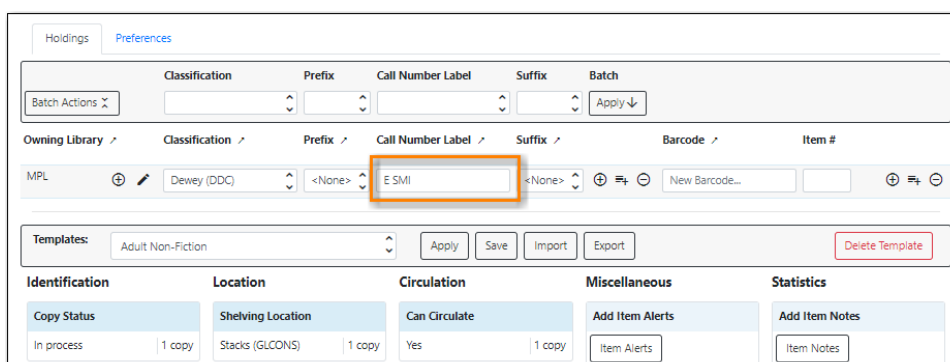 Holdings Preferences
Classification Prefix Call Number Label Suffix Batch
Batch Actions Apply
Owning Library Classification Prefix Call Number Label Suffix Barcode Item #
MPL Dewey (DDC) <None> E SMI <None> New Barcode...
Templates: Adult Non-Fiction Apply Save Import Export Delete Template
Identification Location Circulation Miscellaneous Statistics
Copy Status Shelving Location Can Circulate Add Item Alerts Add Item Notes
In process 1 copy Stacks (GLCONS) 1 copy Yes 1 copy Item Alerts Item Notes